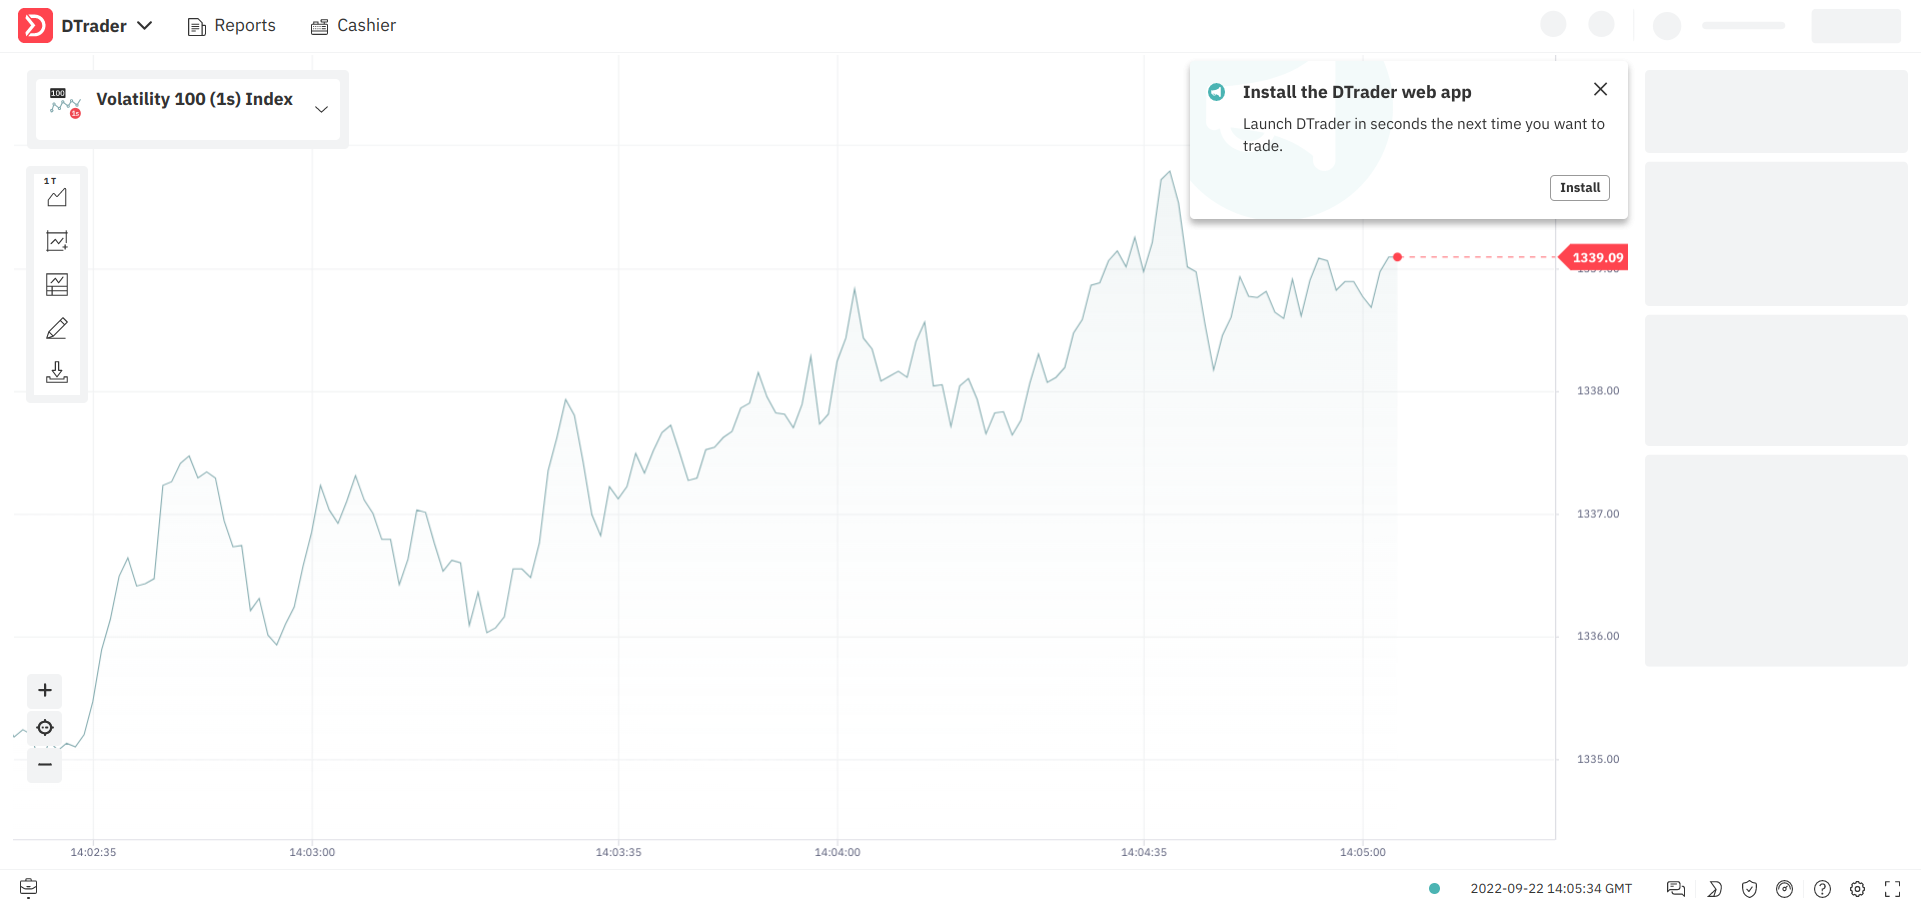 DTrader
Reports
Cashier
100
1s
Volatility 100 (1s) Index
1 T
Install the DTrader web app
Launch DTrader in seconds the next time you want to
trade.
Install
1339.09
1338.00
1337.00
1336.00
1335.00
14:02:35
14:03:00
14:03:35
14:04:00
14:04:35
14:05:00
2022-09-22 14:05:34 GMT